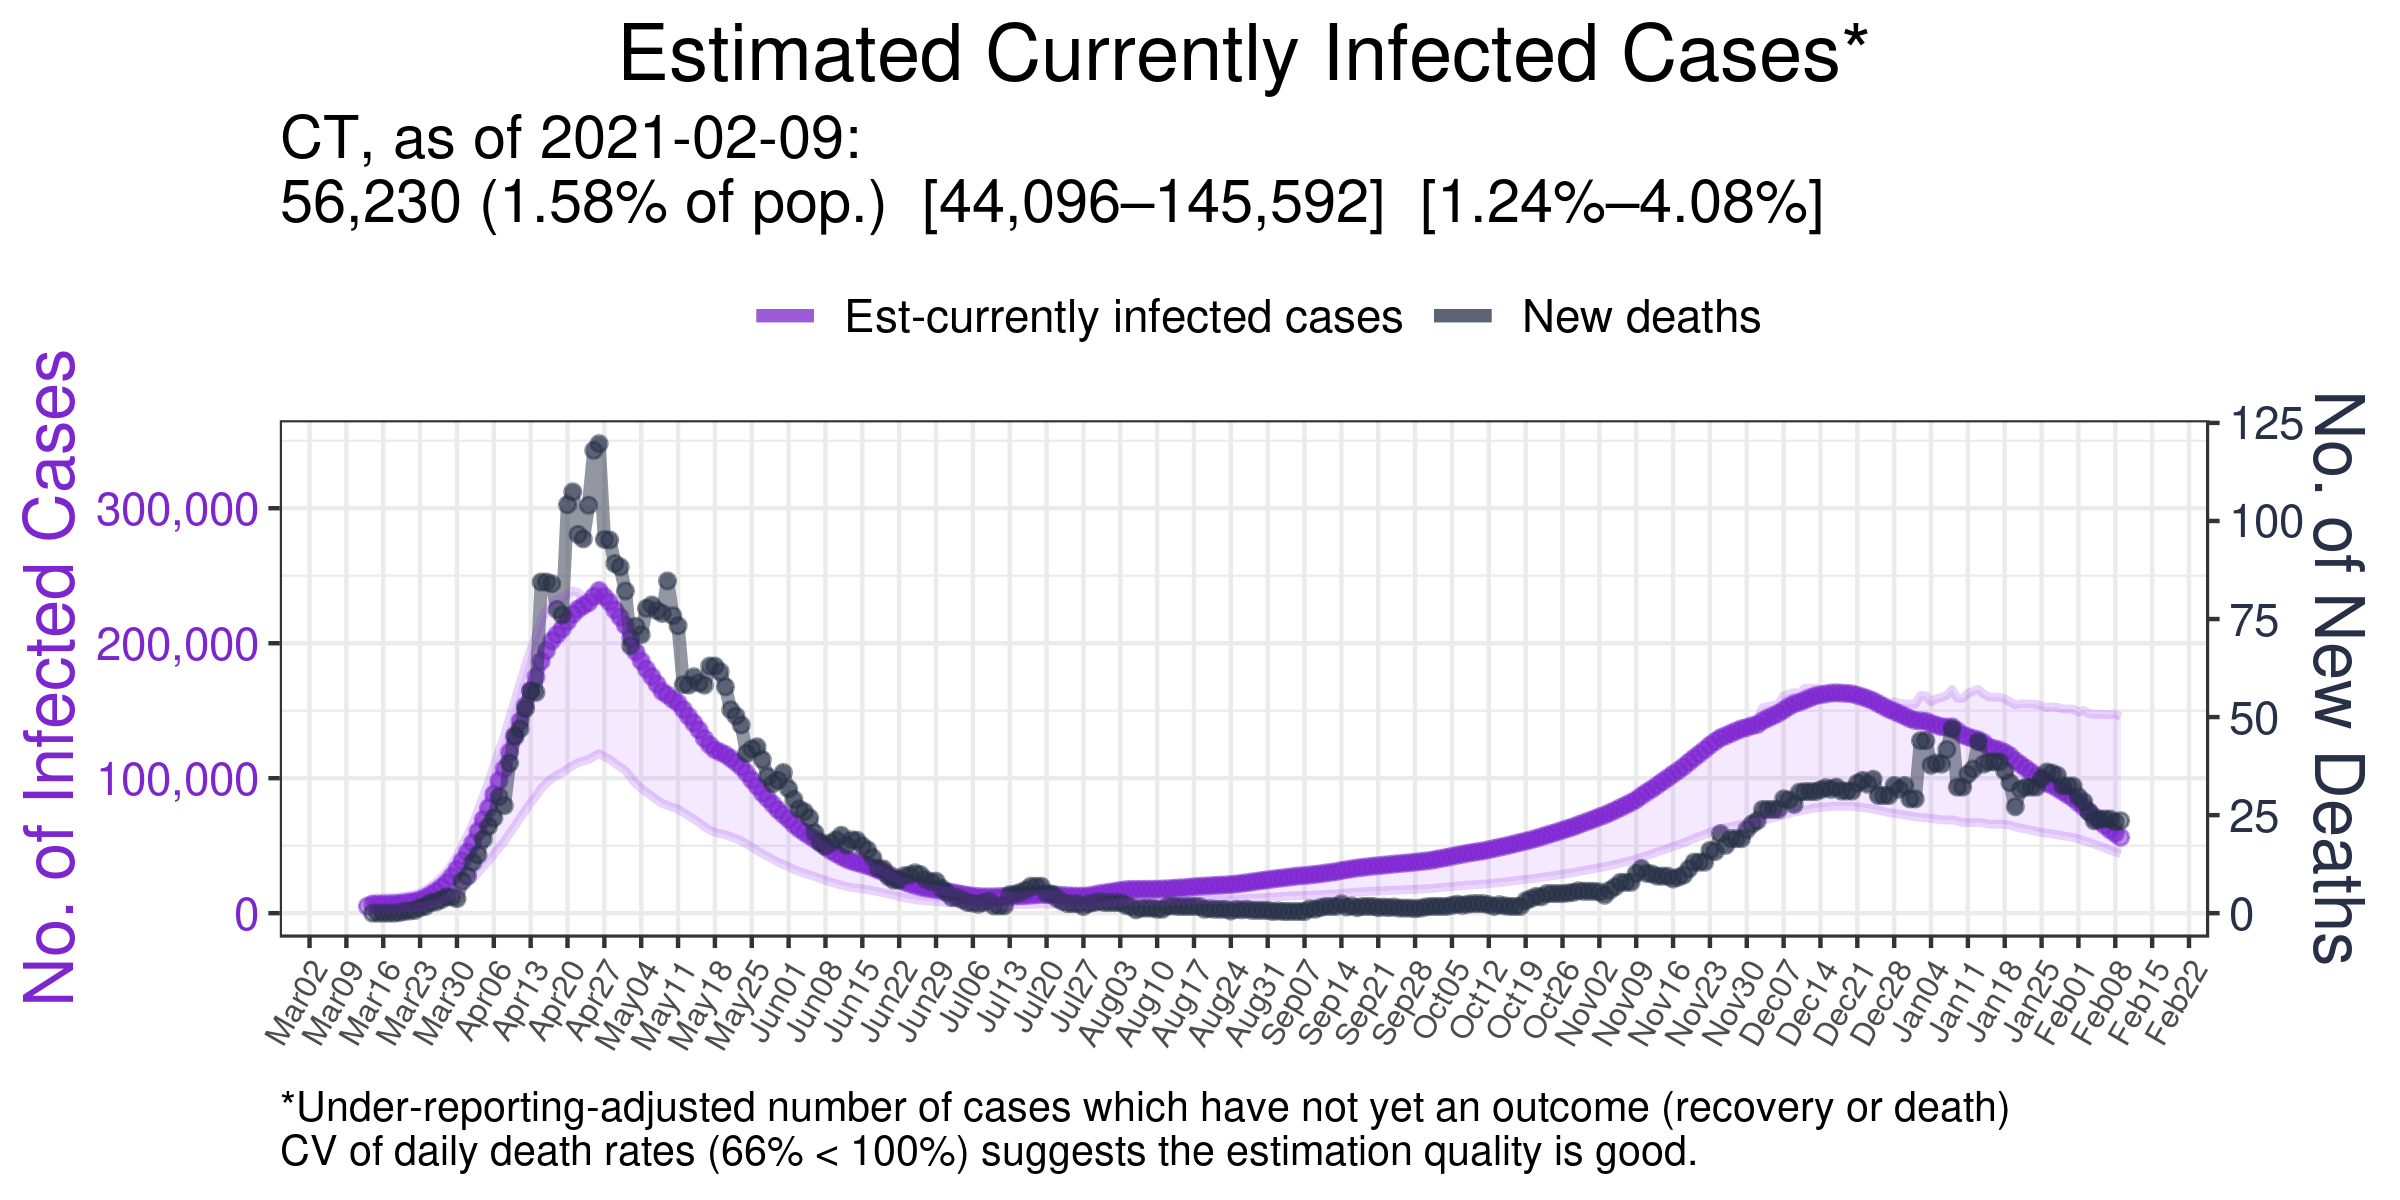 Estimated Currently Infected Cases*
CT, as of 2021-02-09:
56,230 (1.58% of pop.) [44,096–145,592] [1.24%–4.08%]
Est-currently infected cases
New deaths
No. of Infected Cases
300,000
200,000
100,000
0
125
100
75
50
25
0
No. of New Deaths
Mar02
Mar09
Mar16
Mar23
Mar30
Apr06
Apr13
Apr20
Apr27
May04
May11
May18
May25
Jun01
Jun08
Jun15
Jun22
Jun29
Jul06
Jul13
Jul20
Jul27
Aug03
Aug10
Aug17
Aug24
Aug31
Sep07
Sep14
Sep21
Sep28
Oct05
Oct12
Oct19
Oct26
Nov02
Nov09
Nov16
Nov23
Nov30
Dec07
Dec14
Dec21
Dec28
Jan04
Jan11
Jan18
Jan25
Feb01
Feb08
Feb15
Feb22
*Under-reporting-adjusted number of cases which have not yet an outcome (recovery or death)
CV of daily death rates (66% < 100%) suggests the estimation quality is good.